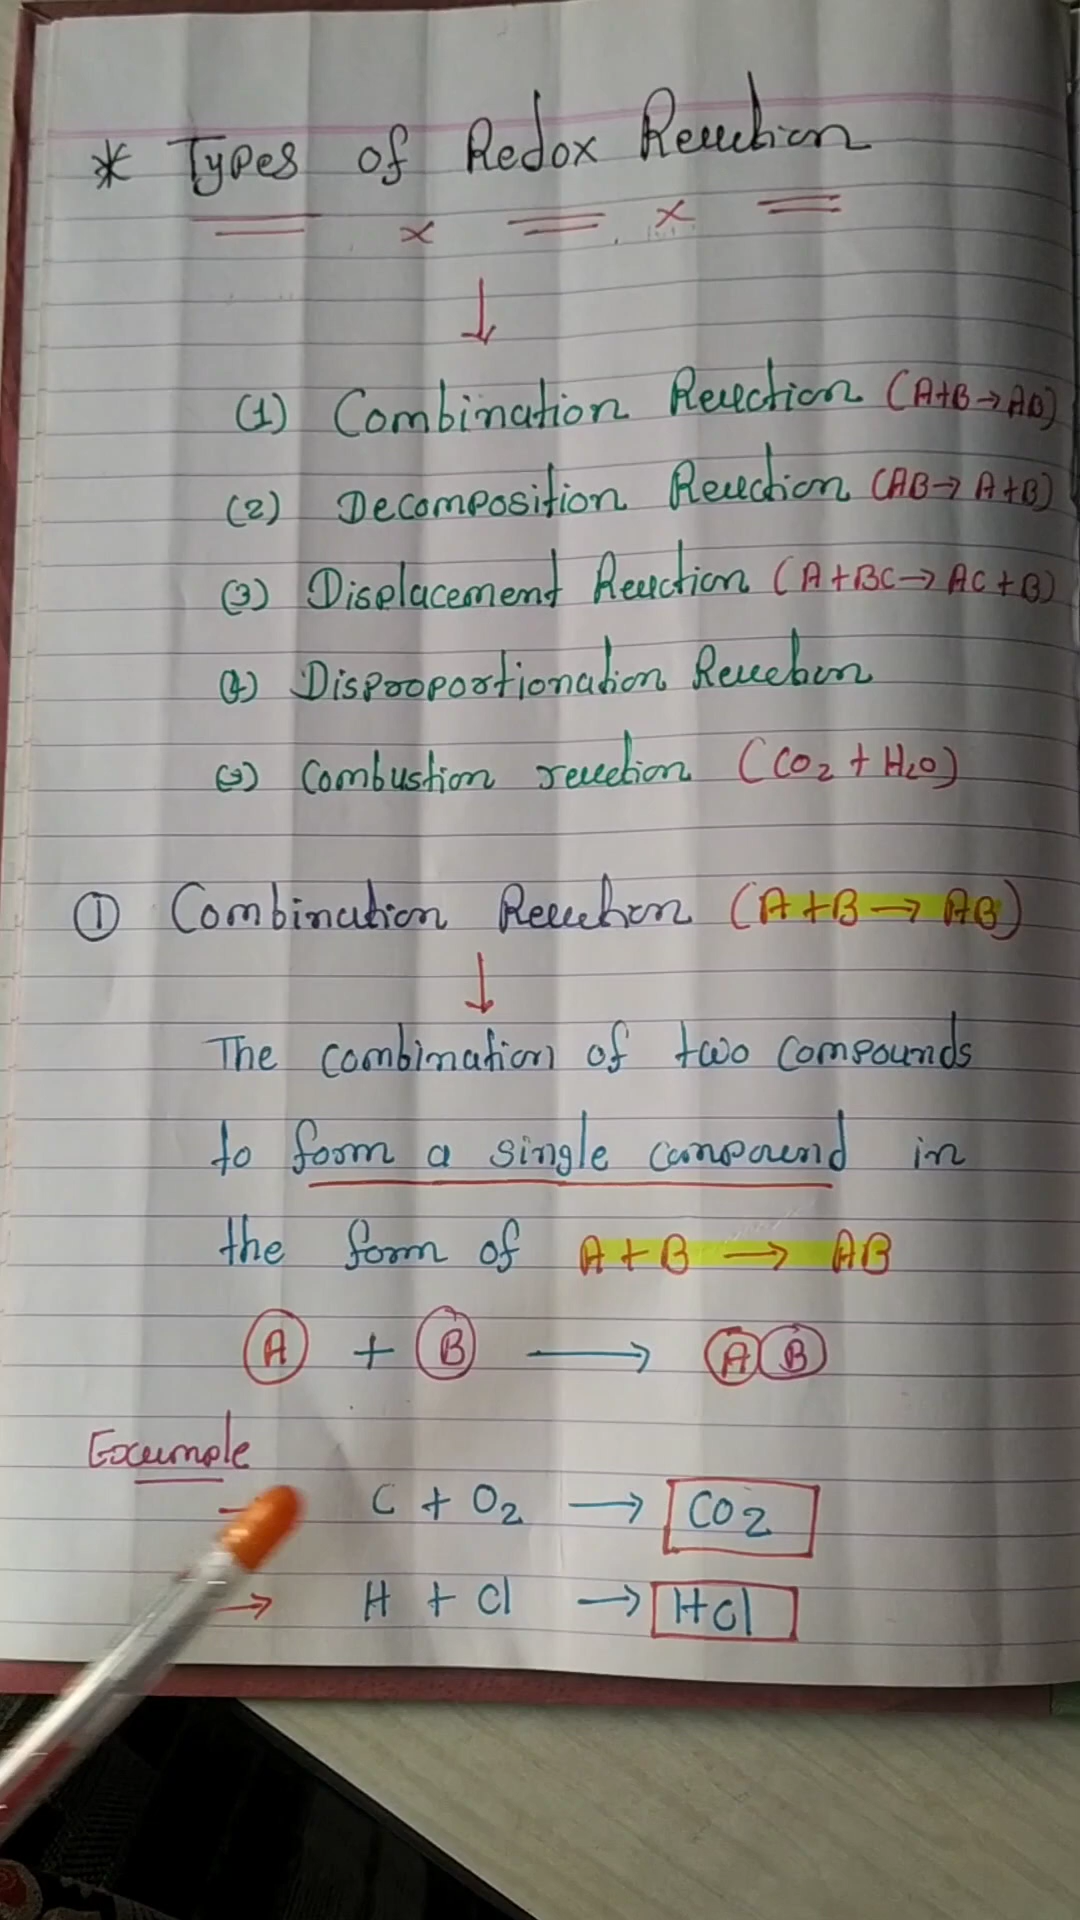 * Types of Redox Reaction
(1) Combination Reaction (A+B→AB)
(2) Decomposition Reaction (AB→ A+B)
(3) Displacement Reaction (A+BC→AC+B)
(4) Disproportionation Reaction
(5) Combustion reaction (CO2 + H2O)
① Combination Reaction (A+B → AB)
The combination of two compounds
to form a single compound in
the form of A + B → AB
A + B → A B
Example
→ C + O2 → CO2
→ H + Cl → HCl